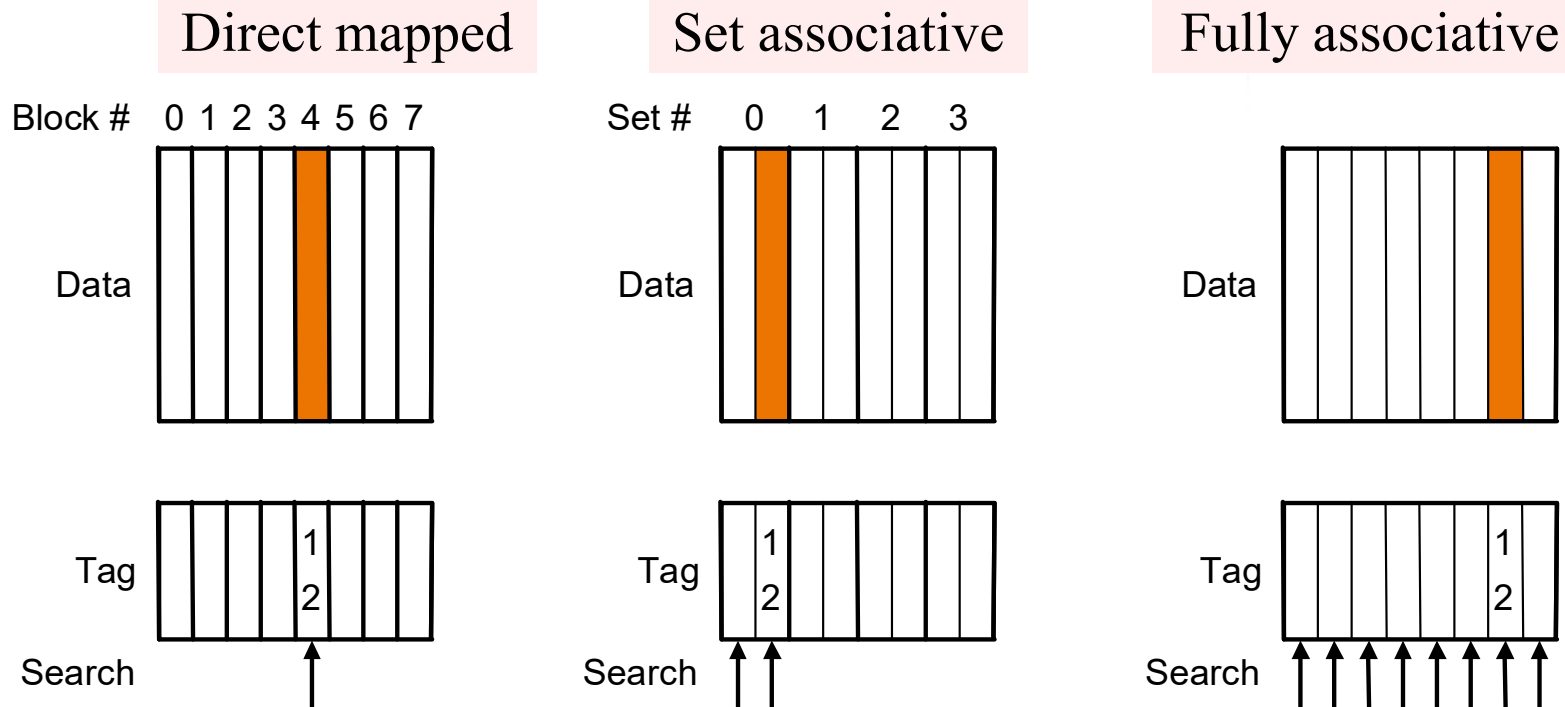 Direct mapped
Set associative
Fully associative
Block # 0 1 2 3 4 5 6 7
Set # 0 1 2 3
Data
Data
Data
1
2
1
2
1
2
Tag
Tag
Tag
Search
Search
Search